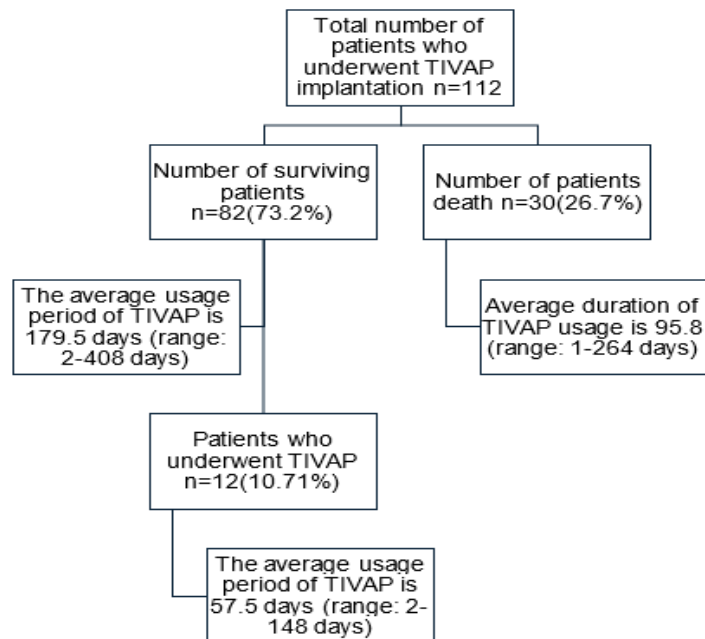 Total number of
patients who
underwent TIVAP
implantation n=112
Number of surviving
patients
n=82(73.2%)
Number of patients
death n=30(26.7%)
The average usage
period of TIVAP is
179.5 days (range:
2-408 days)
Average duration of
TIVAP usage is 95.8
(range: 1-264 days)
Patients who
underwent TIVAP
n=12(10.71%)
The average usage
period of TIVAP is
57.5 days (range: 2-
148 days)